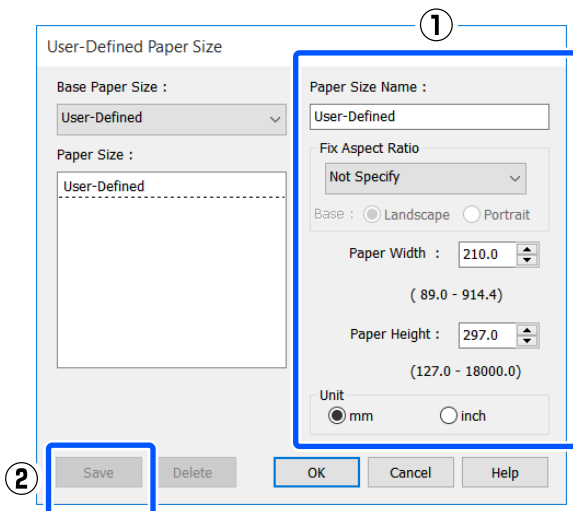 ①
User-Defined Paper Size
Base Paper Size :
User-Defined
Paper Size :
User-Defined
Paper Size Name :
User-Defined
Fix Aspect Ratio
Not Specify
Base : Landscape Portrait
Paper Width : 210.0
( 89.0 - 914.4)
Paper Height : 297.0
(127.0 - 18000.0)
Unit
mm inch
②
Save Delete OK Cancel Help